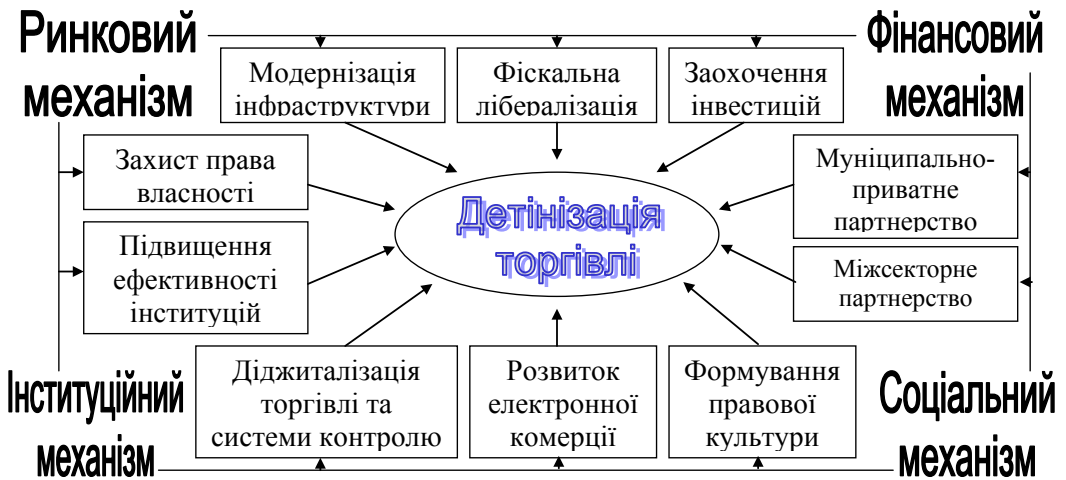 Ринковий
механізм
Фінансовий
механізм
Модернізація
інфраструктури
Фіскальна
лібералізація
Заохочення
інвестицій
Захист права
власності
Муніципально-
приватне
партнерство
Детінізація
торгівлі
Підвищення
ефективності
інституцій
Міжсекторне
партнерство
Діджиталізація
торгівлі та
системи контролю
Розвиток
електронної
комерції
Формування
правової
культури
Інституційний
механізм
Соціальний
механізм